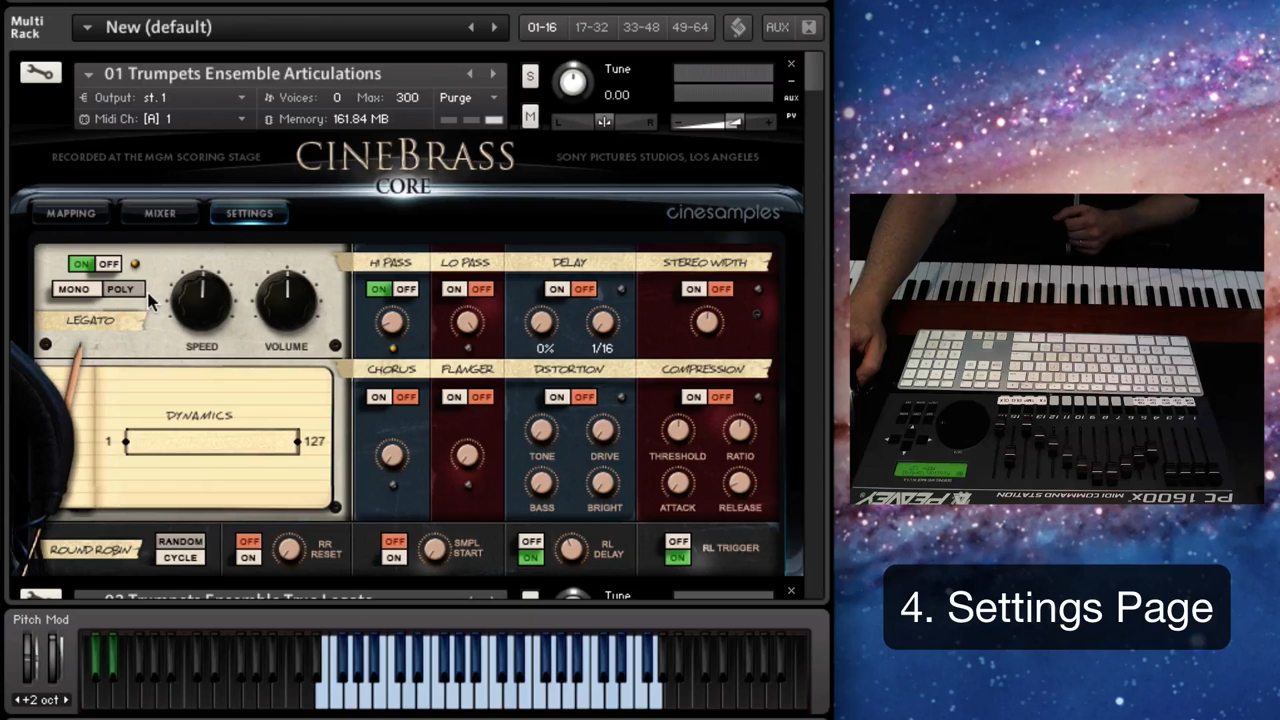 Multi Rack
New (default)
01-16 17-32 33-48 49-64 AUX
01 Trumpets Ensemble Articulations
Output: st.1 Voices: 0 Max: 300 Purge
Midi Ch: [A] 1 Memory: 161.84 MB
S
M
Tune
0.00
L R - +
×
–
AUX
PV
RECORDED AT THE MGM SCORING STAGE
CINEBRASS
CORE
SONY PICTURES STUDIOS, LOS ANGELES
MAPPING MIXER SETTINGS
cinesamples
ON OFF
MONO POLY
LEGATO
SPEED VOLUME
DYNAMICS
1 127
HI PASS LO PASS DELAY STEREO WIDTH
ON OFF ON OFF ON OFF ON OFF
0% 1/16
CHORUS FLANGER DISTORTION COMPRESSION
ON OFF ON OFF ON OFF ON OFF
TONE DRIVE THRESHOLD RATIO
BASS BRIGHT ATTACK RELEASE
ROUND ROBIN
RANDOM
CYCLE
OFF
ON
RR RESET
OFF
ON
SMPL START
OFF
ON
RL DELAY
OFF
ON
RL TRIGGER
Tune
×
Pitch Mod
+2 oct
PC 1600x MIDI COMMAND STATION
PEAVEY
4. Settings Page